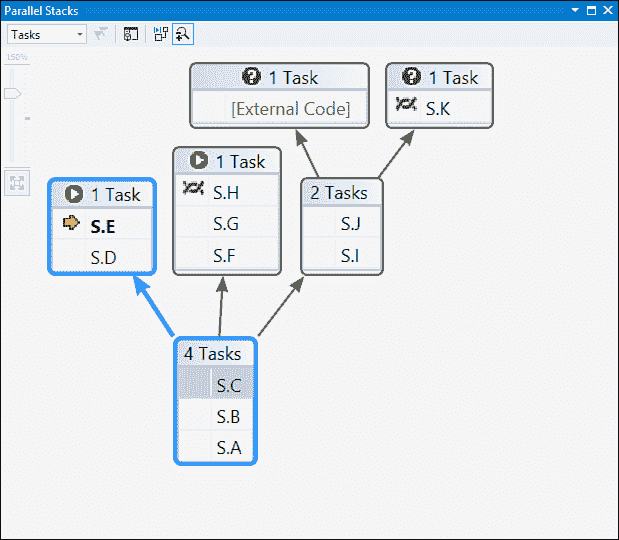 Parallel Stacks
Tasks
150%
1 Task
[External Code]
1 Task
S.K
1 Task
S.H
S.G
S.F
2 Tasks
S.J
S.I
1 Task
S.E
S.D
4 Tasks
S.C
S.B
S.A